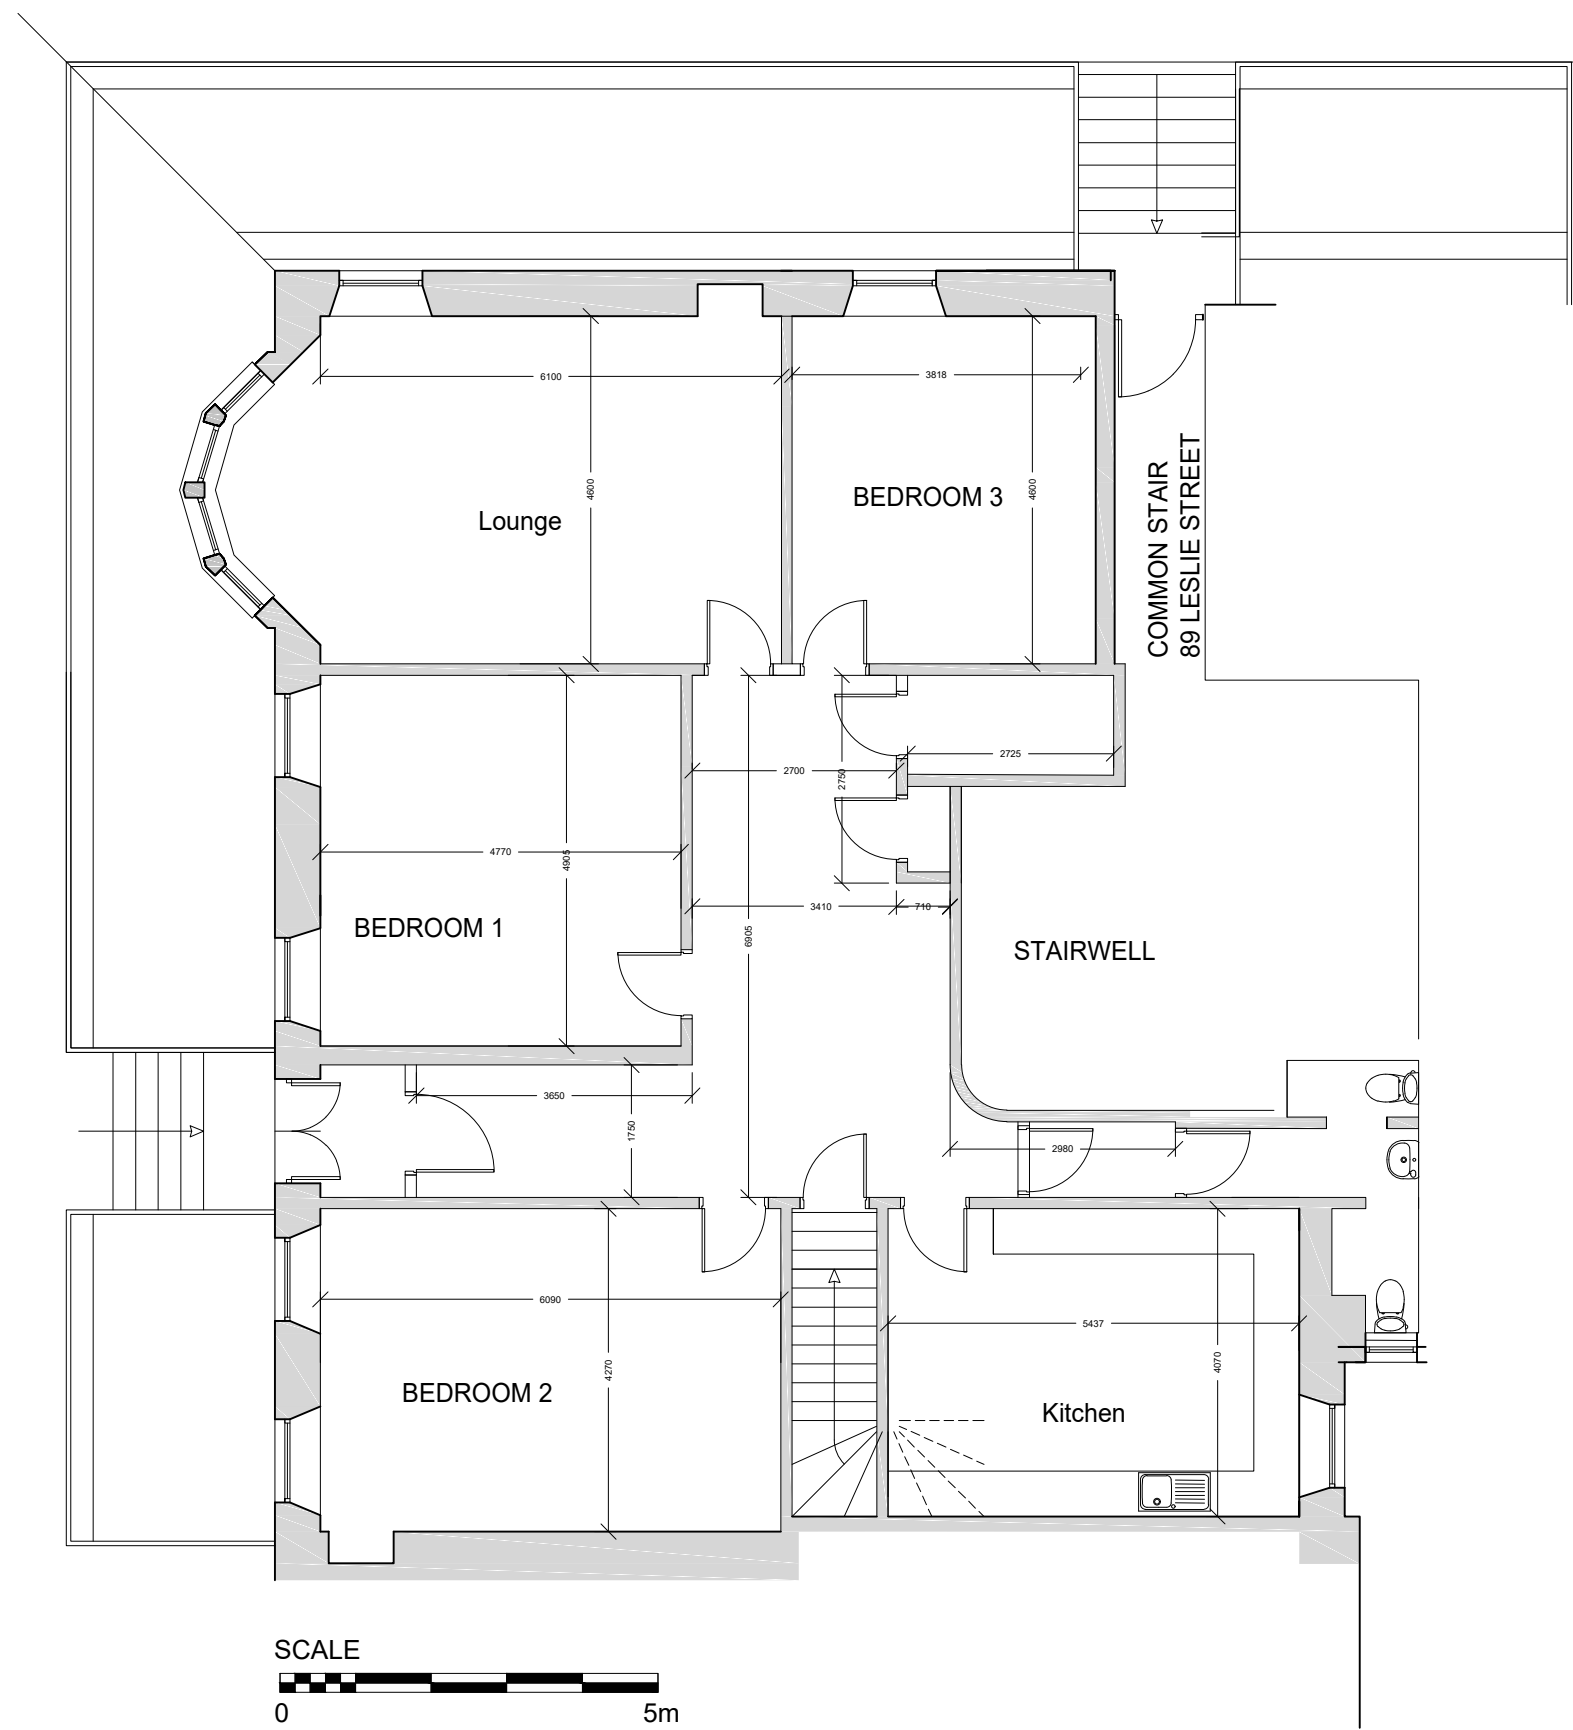 6100
3818
4600
4600
Lounge
BEDROOM 3
COMMON STAIR
89 LESLIE STREET
2725
2700
2750
4770
4905
3410
710
BEDROOM 1
6905
STAIRWELL
3650
1750
2980
6090
5437
4270
4070
BEDROOM 2
Kitchen
SCALE
0
5m